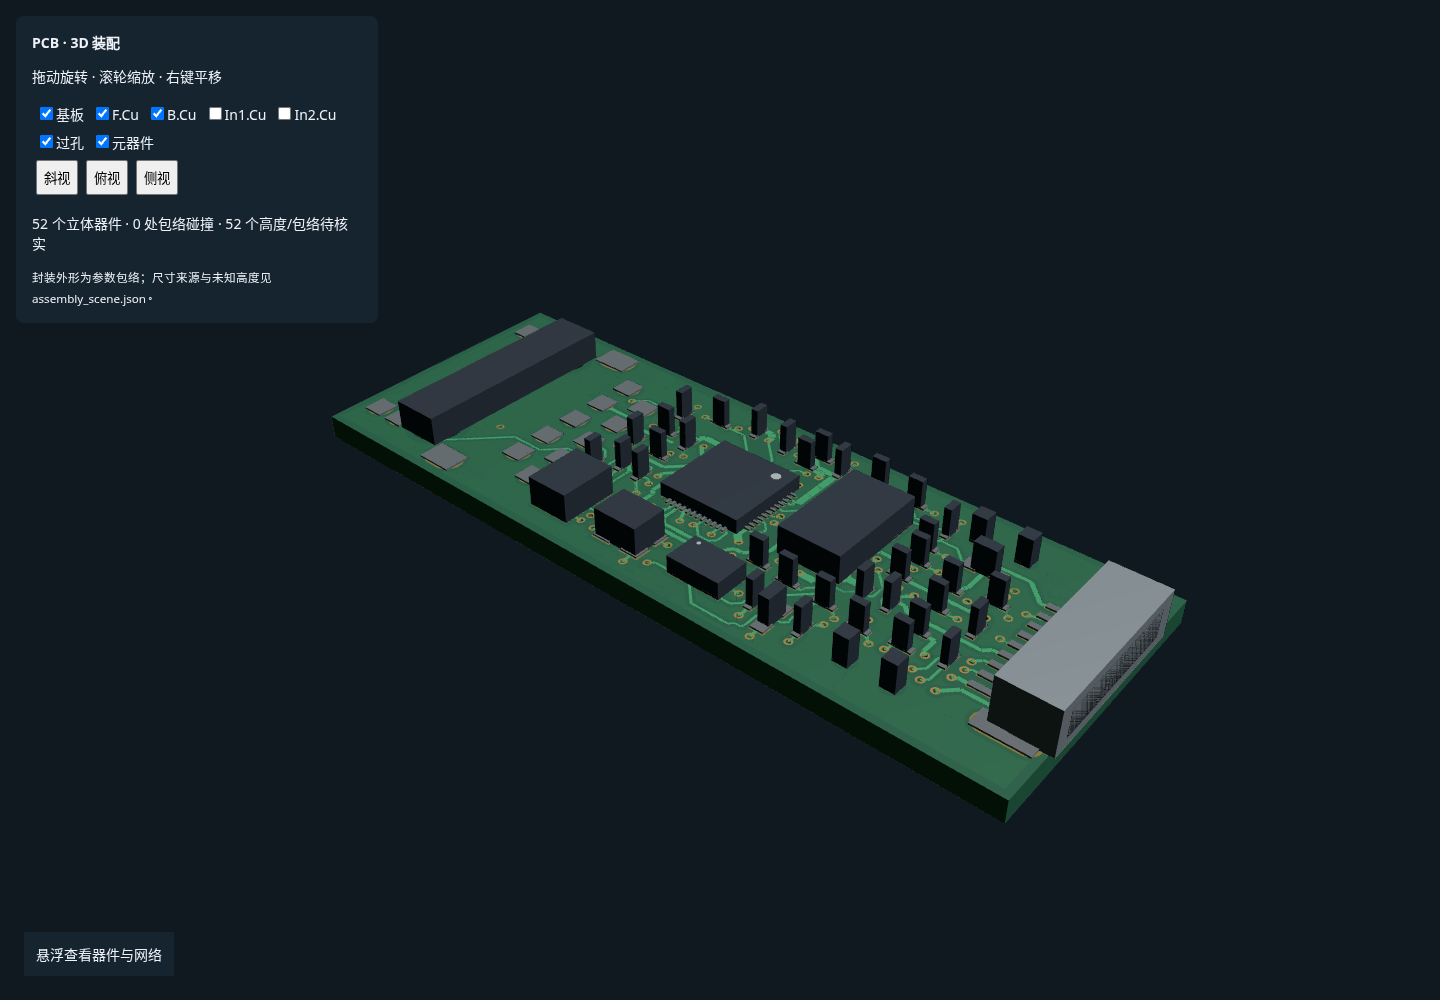 PCB · 3D 装配
拖动旋转 · 滚轮缩放 · 右键平移
基板 F.Cu B.Cu In1.Cu In2.Cu
过孔 元器件
斜视 俯视 侧视
52 个立体器件 · 0 处包络碰撞 · 52 个高度/包络待核
实
封装外形为参数包络；尺寸来源与未知高度见
assembly_scene.json。
悬浮查看器件与网络